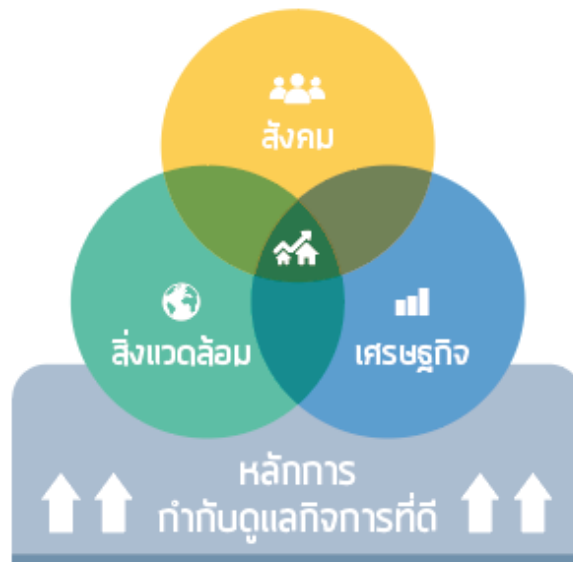 สังคม
สิ่งแวดล้อม
เศรษฐกิจ
หลักการ
กำกับดูแลกิจการที่ดี